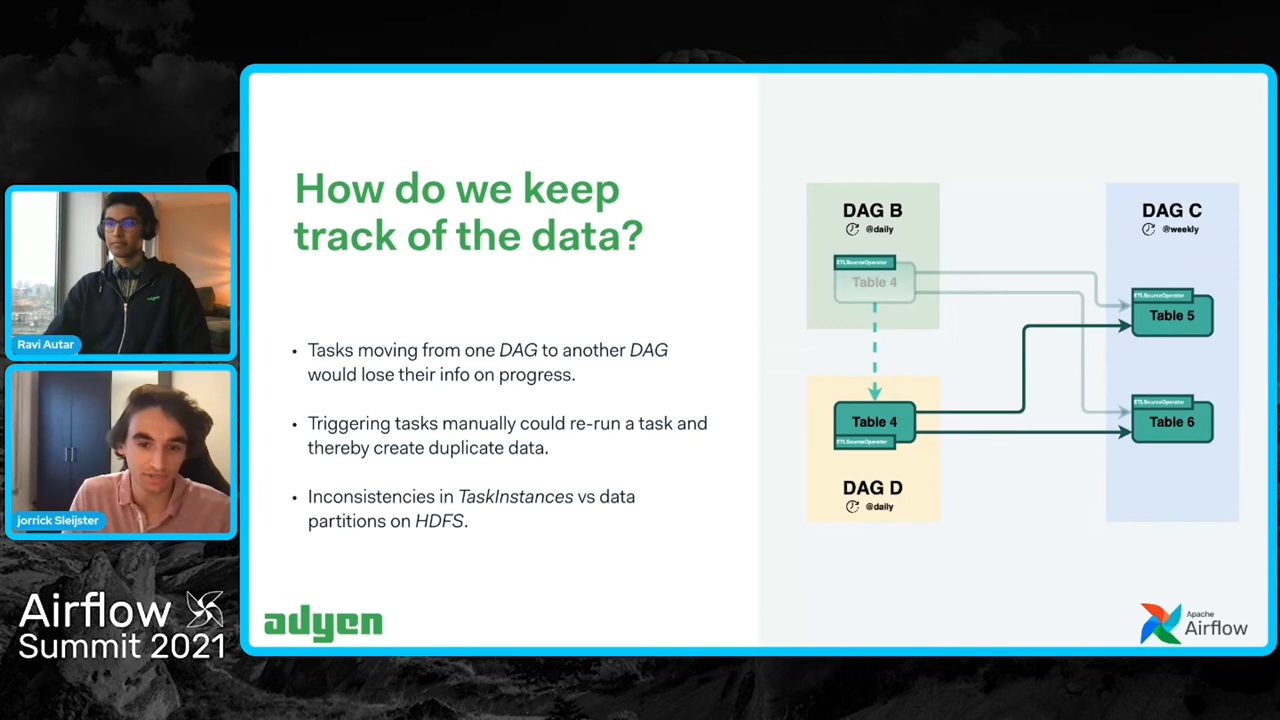 How do we keep
track of the data?
• Tasks moving from one DAG to another DAG
would lose their info on progress.
• Triggering tasks manually could re-run a task and
thereby create duplicate data.
• Inconsistencies in TaskInstances vs data
partitions on HDFS.
adyen
DAG B
@daily
ETLSourceOperator
Table 4
Table 4
ETLSourceOperator
DAG D
@daily
DAG C
@weekly
ETLSourceOperator
Table 5
ETLSourceOperator
Table 6
Apache
Airflow
adyen
Ravi Autar
jorrick Sleijster
Airflow
Summit 2021